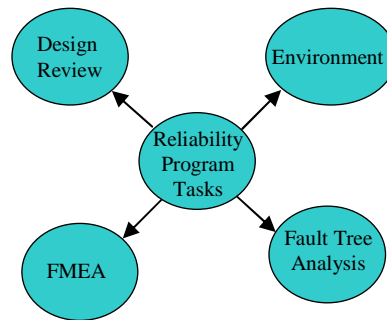 Design
Review
Environment
Reliability
Program
Tasks
FMEA
Fault Tree
Analysis